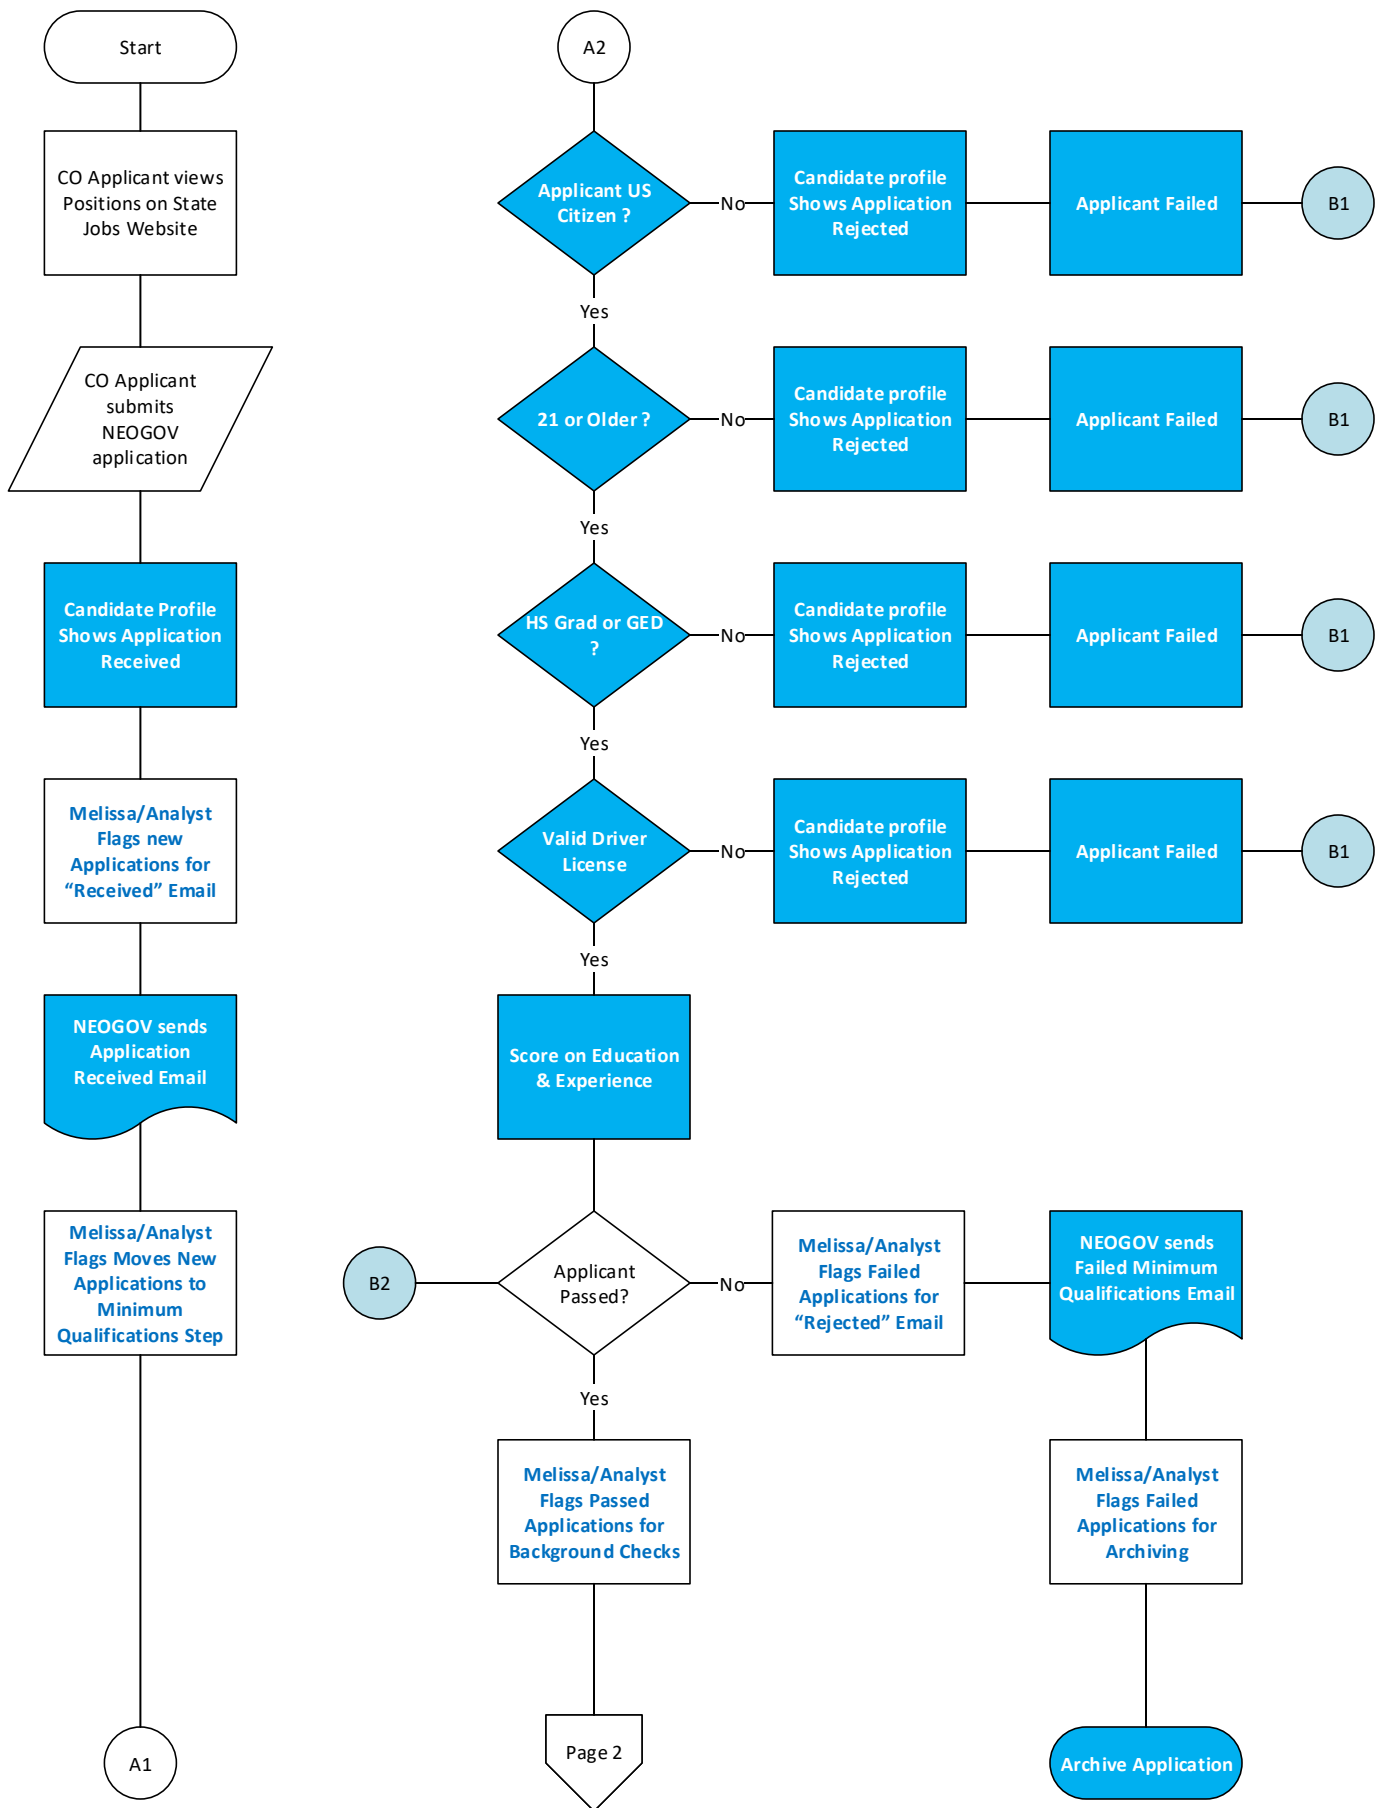 Start
CO Applicant views
Positions on State
Jobs Website
CO Applicant
submits
NEOGOV
application
Candidate Profile
Shows Application
Received
Melissa/Analyst
Flags new
Applications for
“Received” Email
NEOGOV sends
Application
Received Email
Melissa/Analyst
Flags Moves New
Applications to
Minimum
Qualifications Step
A1
A2
Applicant US
Citizen ?
No
Candidate profile
Shows Application
Rejected
Applicant Failed
B1
Yes
21 or Older ?
No
Candidate profile
Shows Application
Rejected
Applicant Failed
B1
Yes
HS Grad or GED
?
No
Candidate profile
Shows Application
Rejected
Applicant Failed
B1
Yes
Valid Driver
License
No
Candidate profile
Shows Application
Rejected
Applicant Failed
B1
Yes
Score on Education
& Experience
B2
Applicant
Passed?
No
Melissa/Analyst
Flags Failed
Applications for
“Rejected” Email
NEOGOV sends
Failed Minimum
Qualifications Email
Yes
Melissa/Analyst
Flags Passed
Applications for
Background Checks
Melissa/Analyst
Flags Failed
Applications for
Archiving
Page 2
Archive Application